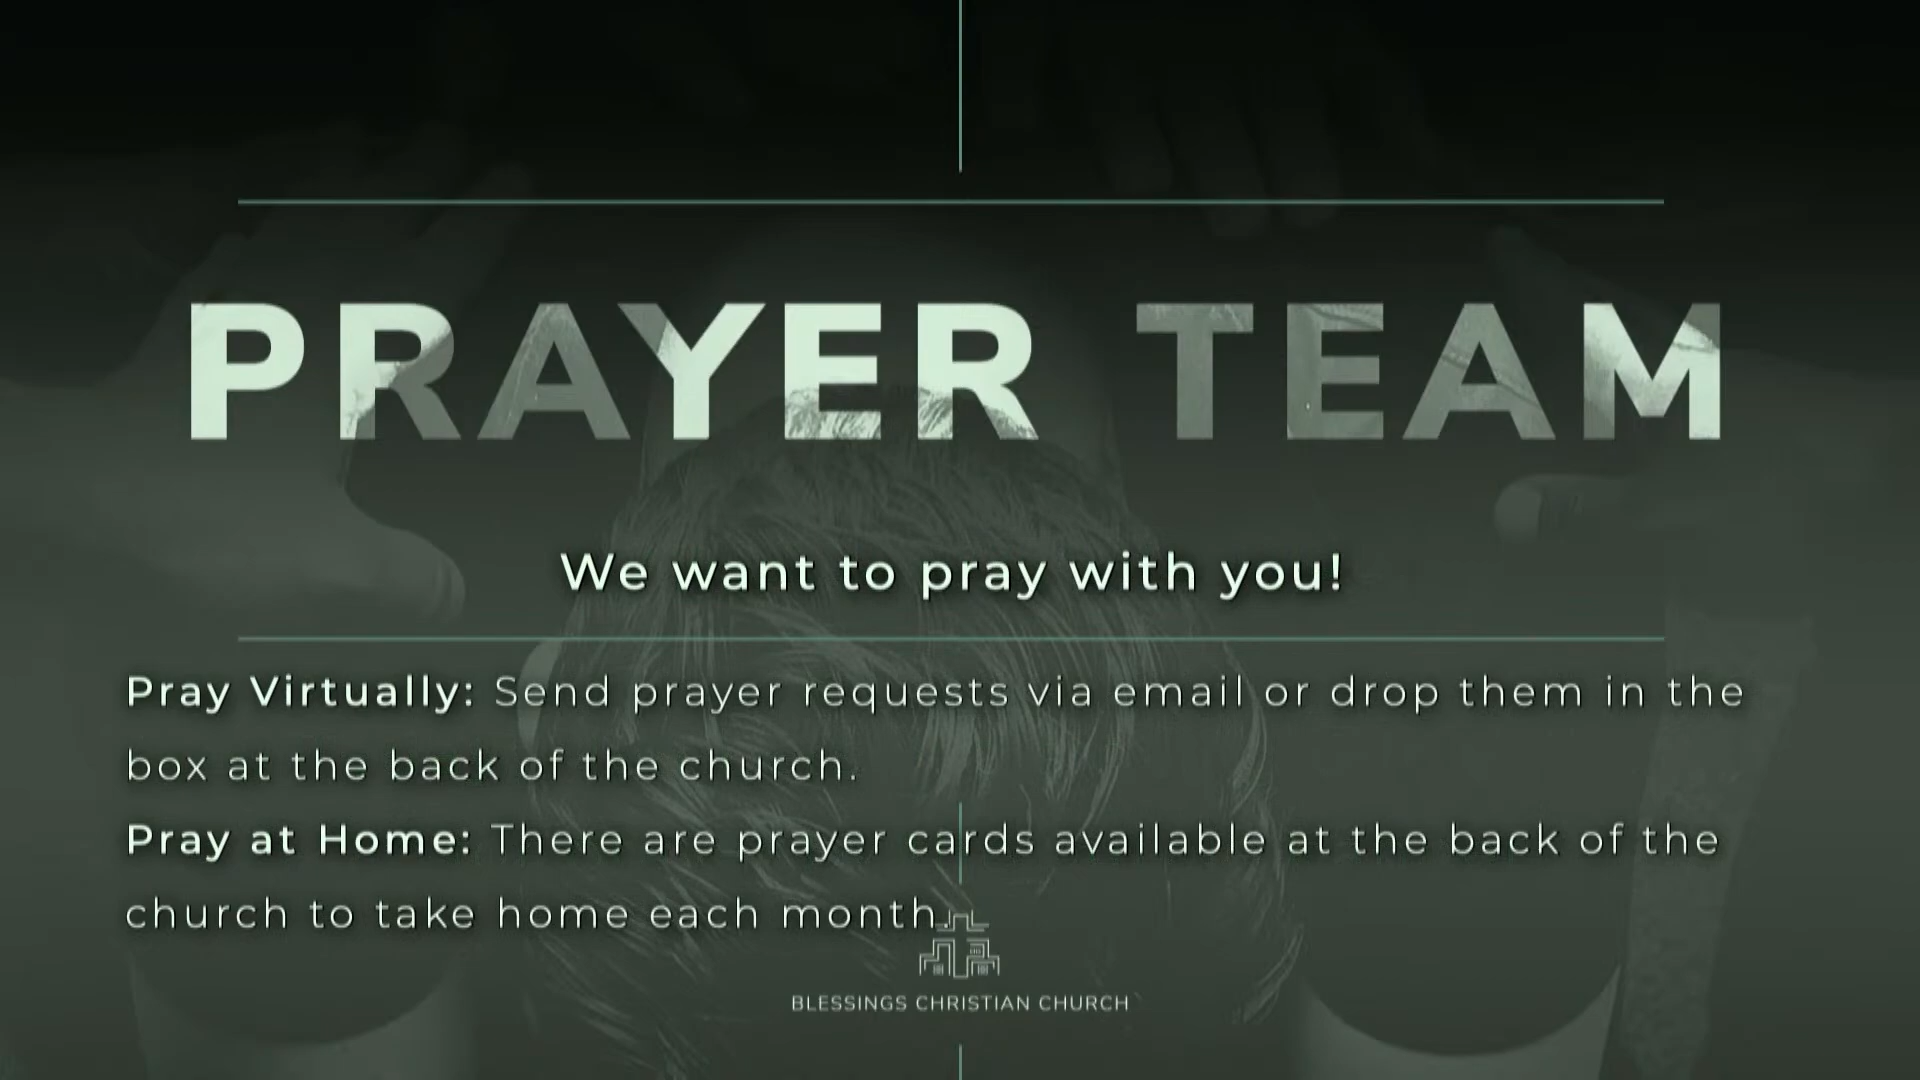 PRAYER TEAM
We want to pray with you!
Pray Virtually: Send prayer requests via email or drop them in the
box at the back of the church.
Pray at Home: There are prayer cards available at the back of the
church to take home each month.
BLESSINGS CHRISTIAN CHURCH